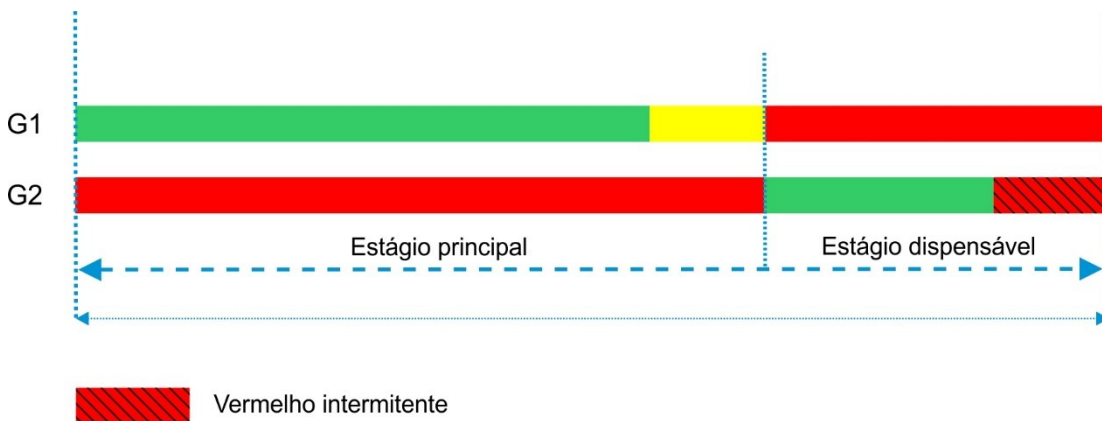 G1
G2
Estágio principal
Estágio dispensável
Vermelho intermitente